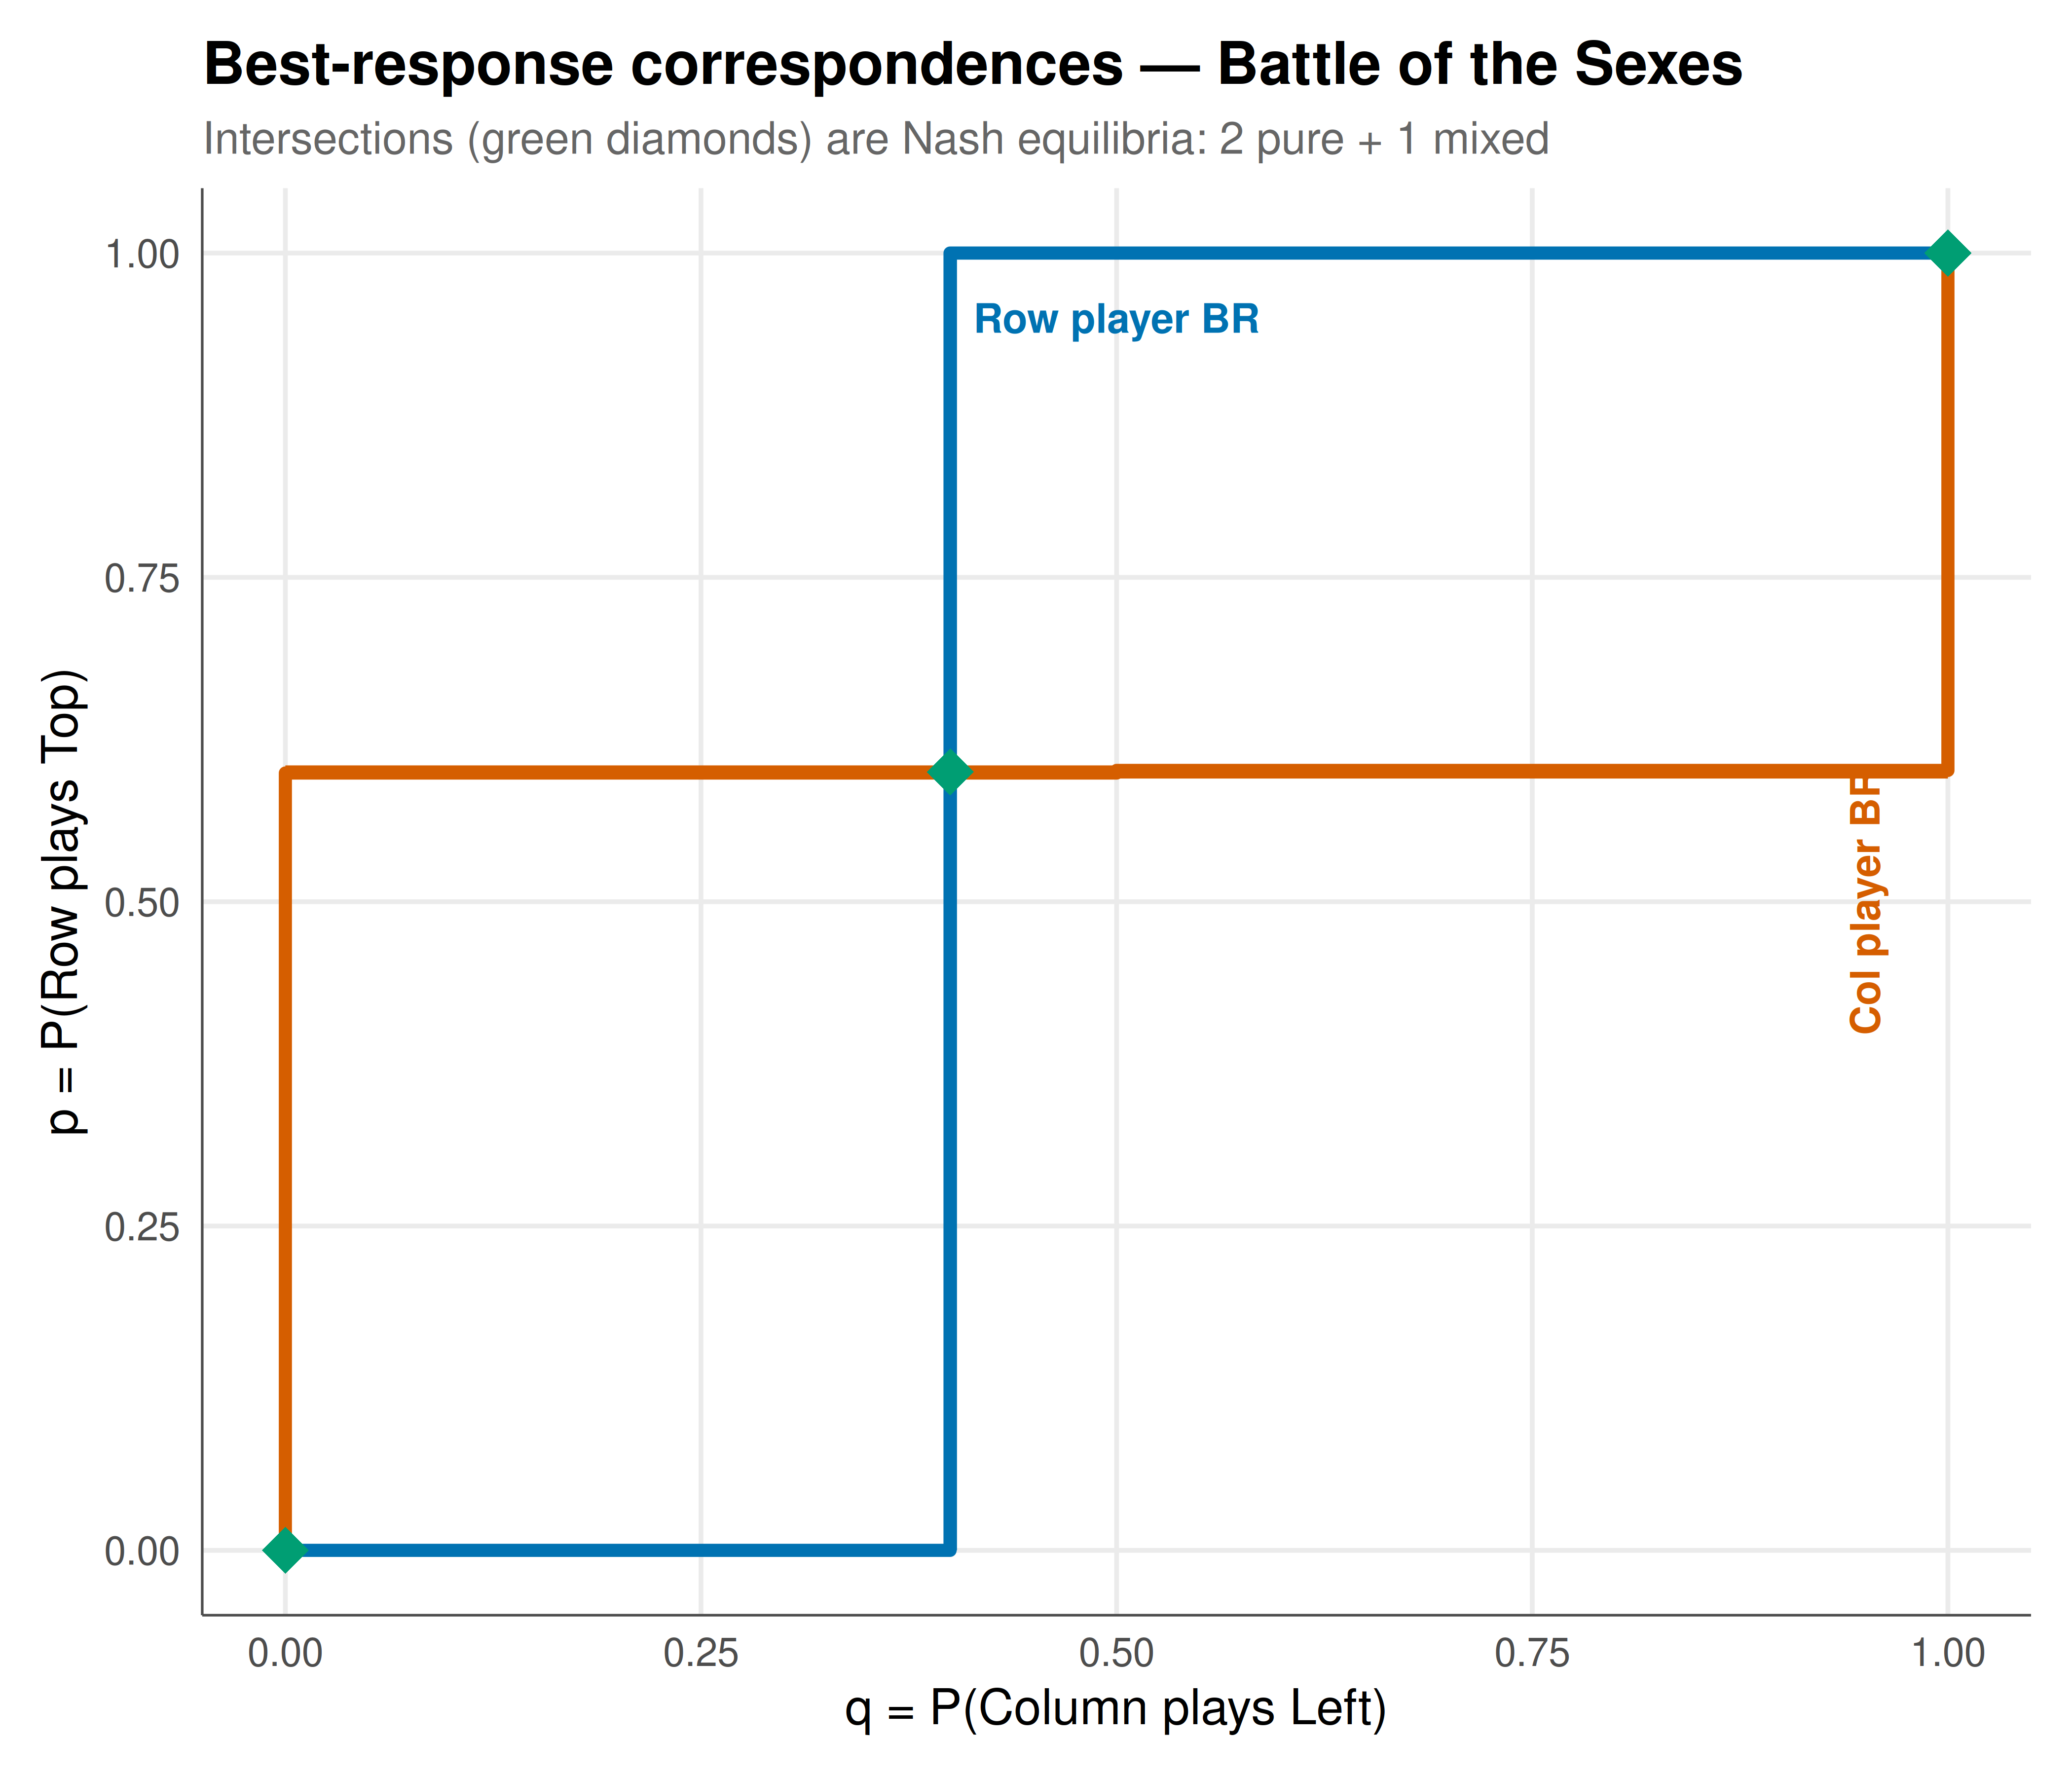 Best-response correspondences — Battle of the Sexes
Intersections (green diamonds) are Nash equilibria: 2 pure + 1 mixed
1.00
0.75
0.50
0.25
0.00
p = P(Row plays Top)
Row player BR
Col player BR
0.00 0.25 0.50 0.75 1.00
q = P(Column plays Left)